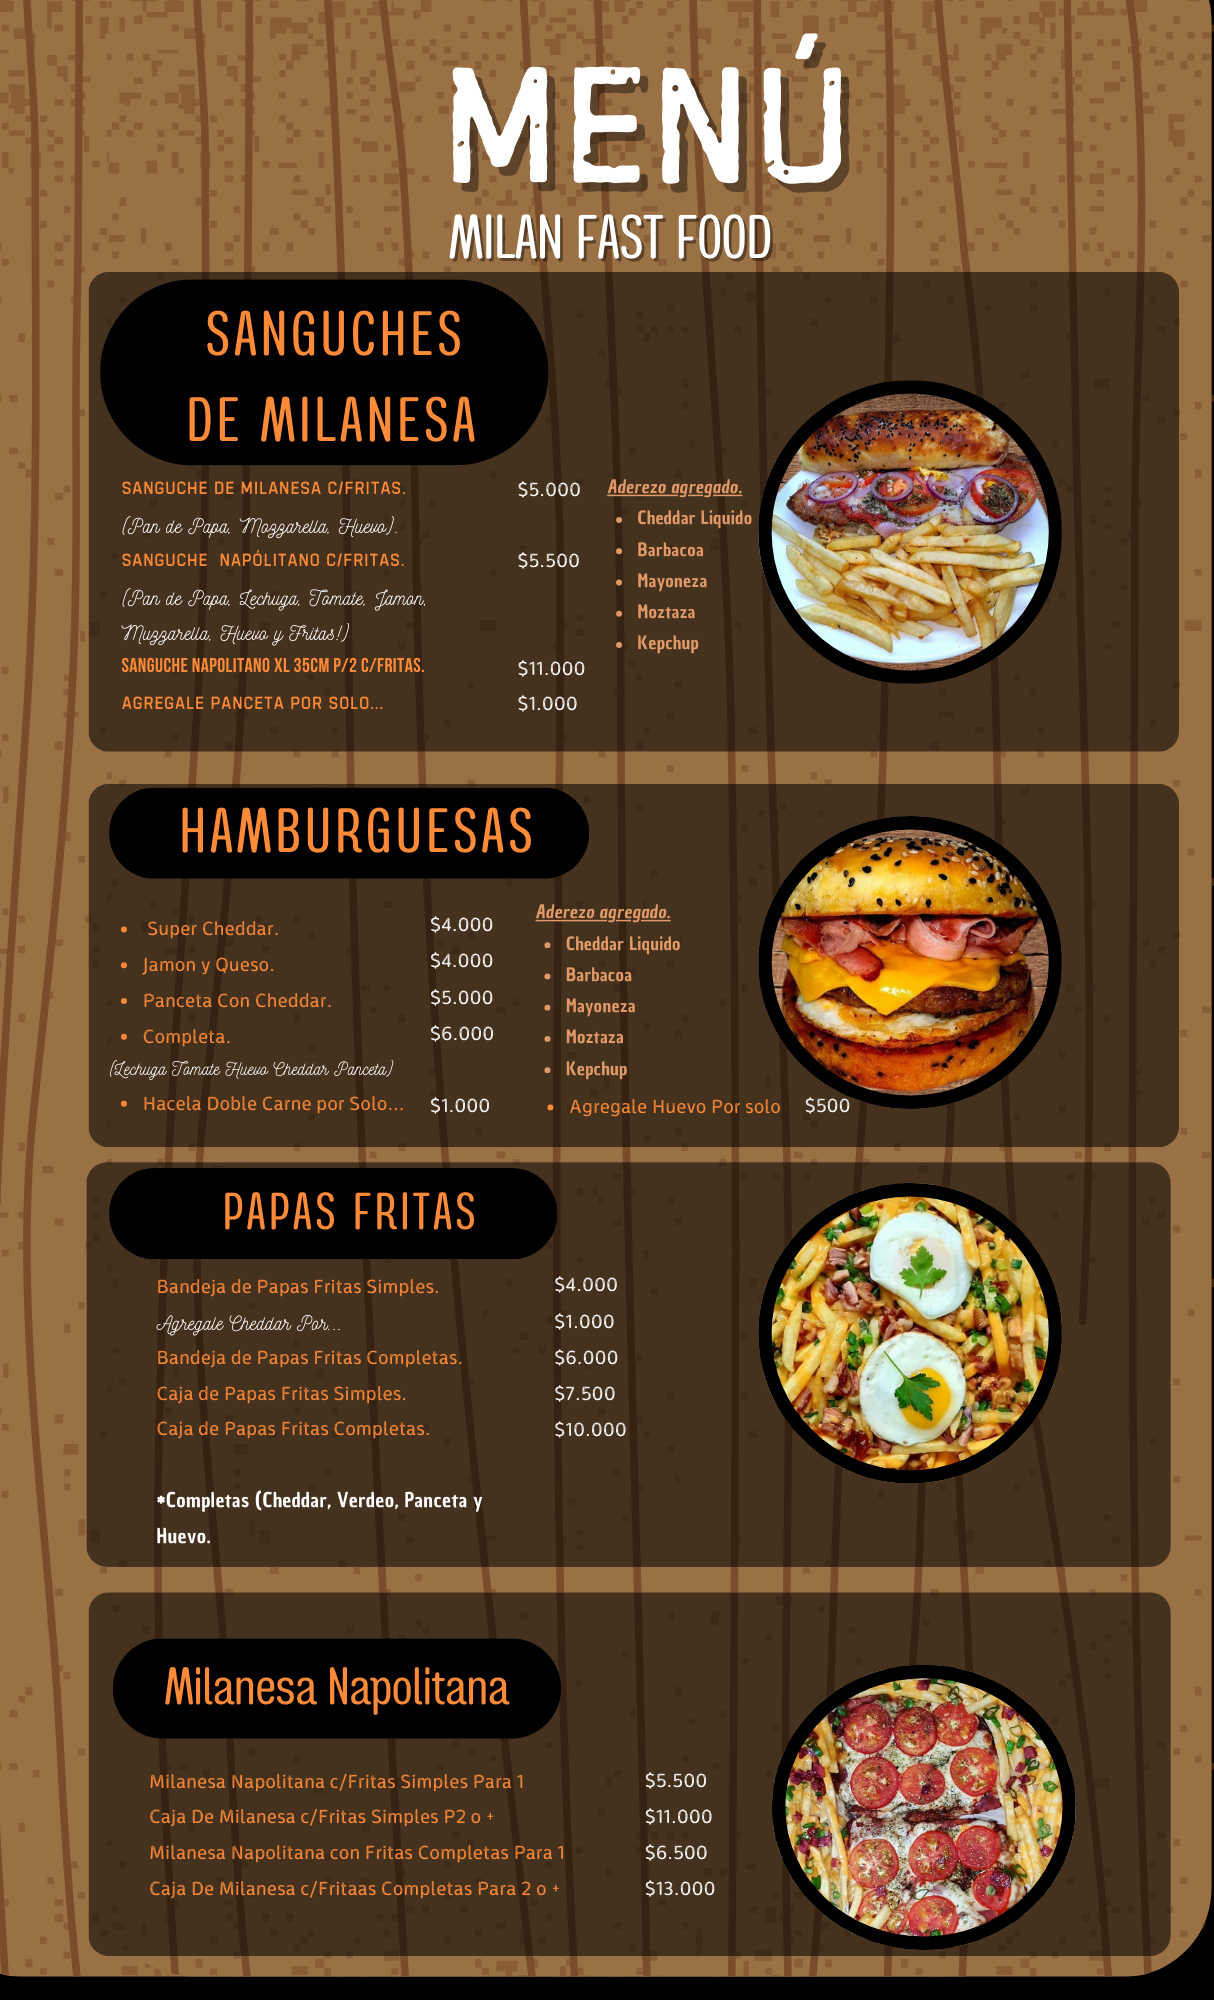 MENÚ
MILAN FAST FOOD
SANGUCHES
DE MILANESA
SANGUCHE DE MILANESA C/FRITAS. $5.000
(Pan de Papa, Mozzarella, Huevo).
SANGUCHE NAPÓLITANO C/FRITAS. $5.500
(Pan de Papa, Lechuga, Tomate, Jamon,
Muzzarella, Huevo y Fritas!)
SANGUCHE NAPOLITANO XL 35CM P/2 C/FRITAS. $11.000
AGREGALE PANCETA POR SOLO... $1.000
Aderezo agregado.
• Cheddar Liquido
• Barbacoa
• Mayoneza
• Moztaza
• Kepchup
HAMBURGUESAS
• Super Cheddar. $4.000
• Jamon y Queso. $4.000
• Panceta Con Cheddar. $5.000
• Completa. $6.000
(Lechuga Tomate Huevo Cheddar Panceta)
• Hacela Doble Carne por Solo... $1.000
Aderezo agregado.
• Cheddar Liquido
• Barbacoa
• Mayoneza
• Moztaza
• Kepchup
• Agregale Huevo Por solo $500
PAPAS FRITAS
Bandeja de Papas Fritas Simples. $4.000
Agregale Cheddar Por... $1.000
Bandeja de Papas Fritas Completas. $6.000
Caja de Papas Fritas Simples. $7.500
Caja de Papas Fritas Completas. $10.000
*Completas (Cheddar, Verdeo, Panceta y
Huevo.
Milanesa Napolitana
Milanesa Napolitana c/Fritas Simples Para 1 $5.500
Caja De Milanesa c/Fritas Simples P2 o + $11.000
Milanesa Napolitana con Fritas Completas Para 1 $6.500
Caja De Milanesa c/Fritaas Completas Para 2 o + $13.000